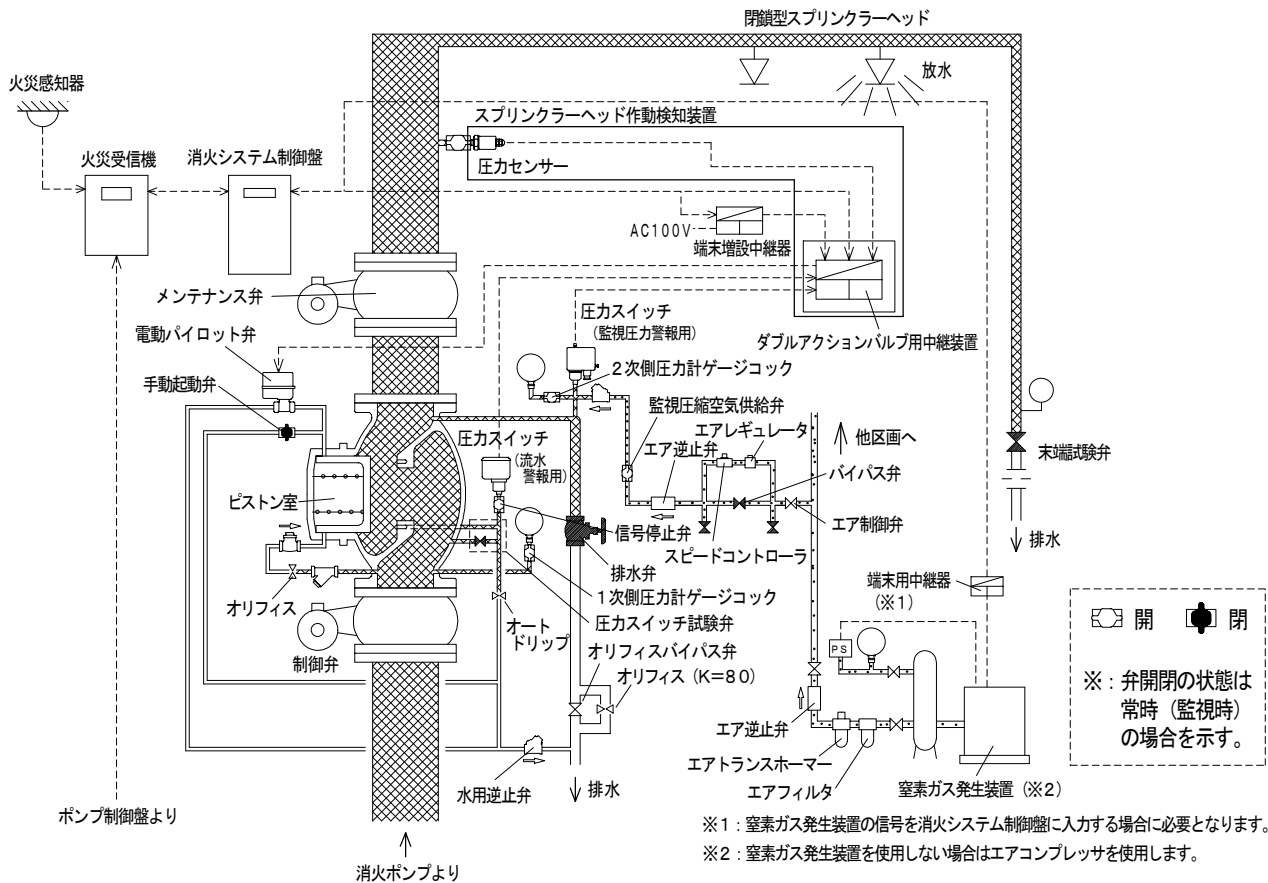 閉鎖型スプリンクラーヘッド
放水
火災感知器
スプリンクラーヘッド作動検知装置
火災受信機
消火システム制御盤
圧力センサー
AC100V
端末増設中継器
メンテナンス弁
電動パイロット弁
手動起動弁
圧力スイッチ
(監視圧力警報用)
ダブルアクションバルブ用中継装置
2次側圧力計ゲージコック
監視圧縮空気供給弁
エアレギュレータ
エア逆止弁
他区画へ
バイパス弁
末端試験弁
圧力スイッチ
(流水
警報用)
ピストン室
信号停止弁
エア制御弁
スピードコントローラ
排水
排水弁
オリフィス
1次側圧力計ゲージコック
端末用中継器
(※1)
オート
ドリップ
圧力スイッチ試験弁
制御弁
オリフィスバイパス弁
オリフィス (K=80)
PS
開
閉
※:弁開閉の状態は
常時(監視時)
の場合を示す。
エア逆止弁
エアトランスホーマー
エアフィルタ
窒素ガス発生装置 (※2)
水用逆止弁
排水
ポンプ制御盤より
消火ポンプより
※1:窒素ガス発生装置の信号を消火システム制御盤に入力する場合に必要となります。
※2:窒素ガス発生装置を使用しない場合はエアコンプレッサを使用します。